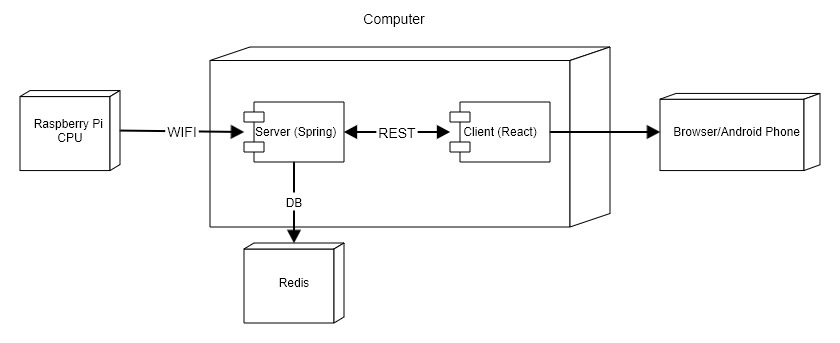 Computer
Raspberry Pi
CPU
WIFI
Server (Spring)
REST
Client (React)
Browser/Android Phone
DB
Redis